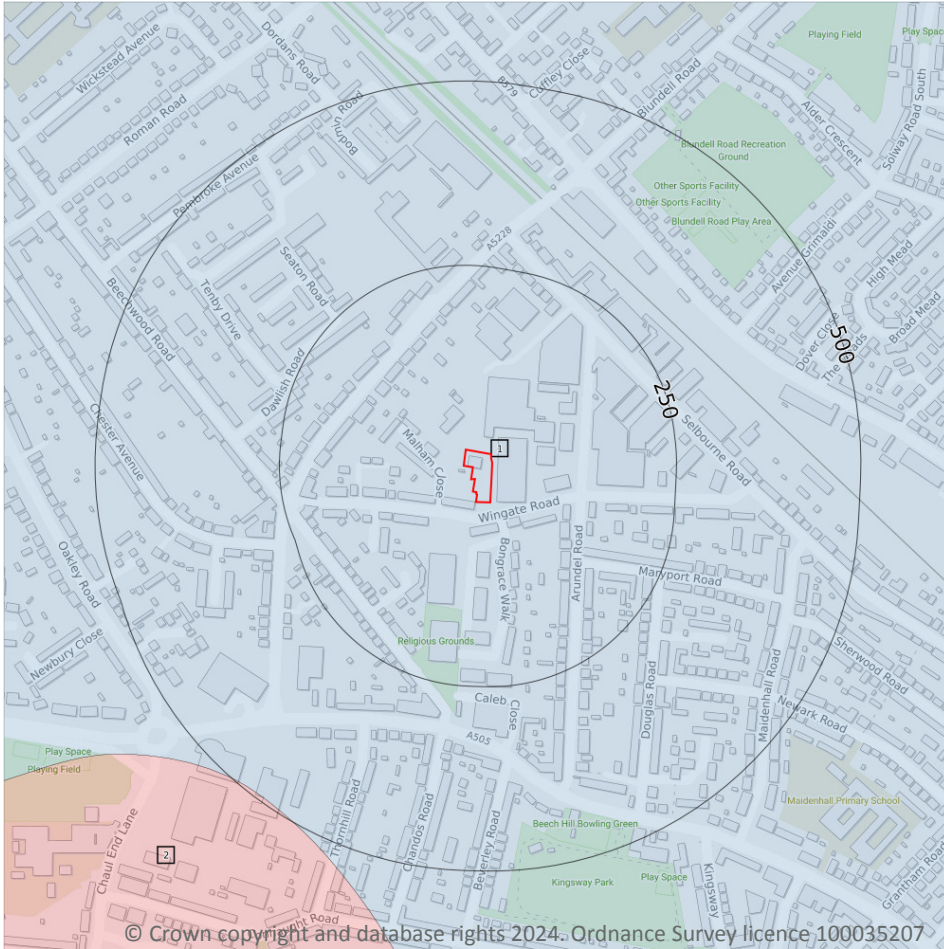 Wickstead Avenue
Dordans Road
B579
Cuffley Close
Blundell Road
Playing Field
Play Space
Roman Road
Bodmin Road
Alder Crescent
Solway Road South
Pembroke Avenue
Blundell Road Recreation
Ground
Other Sports Facility
Other Sports Facility
Blundell Road Play Area
A5228
Seaton Road
Avenue Grimaldi
High Mead
Beechwood Road
Tenby Drive
Broad Mead
Dover Close
The
ads
500
Dawlish Road
250
Chester Avenue
Selbourne Road
Malham Close
1
Wingate Road
Oakley Road
Bongrace Walk
Arundel Road
Maryport Road
Newbury Close
Religious Grounds
Sherwood Road
Caleb
Close
Douglas Road
Maidenhall Road
Newark Road
A505
Play Space
Playing Field
Maidenhall Primary School
Thornhill Road
Chandos Road
Beverley Road
Beech Hill Bowling Green
Chaul End Lane
2
Kingsway Park
Play Space
Kingsway
Grantham Road
ght Road
© Crown copyright and database rights 2024. Ordnance Survey licence 100035207